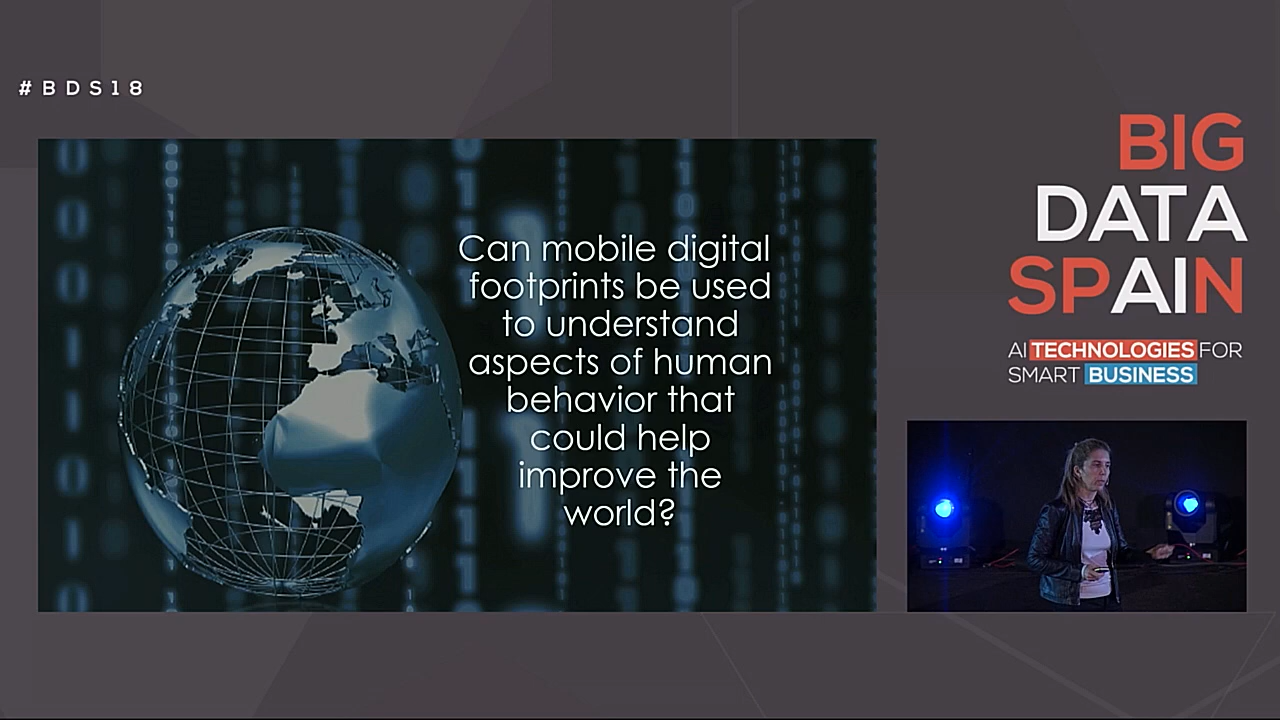 #BDS18
Can mobile digital
footprints be used
to understand
aspects of human
behavior that
could help
improve the
world?
BIG
DATA
SPAIN
AI TECHNOLOGIES FOR
SMART BUSINESS